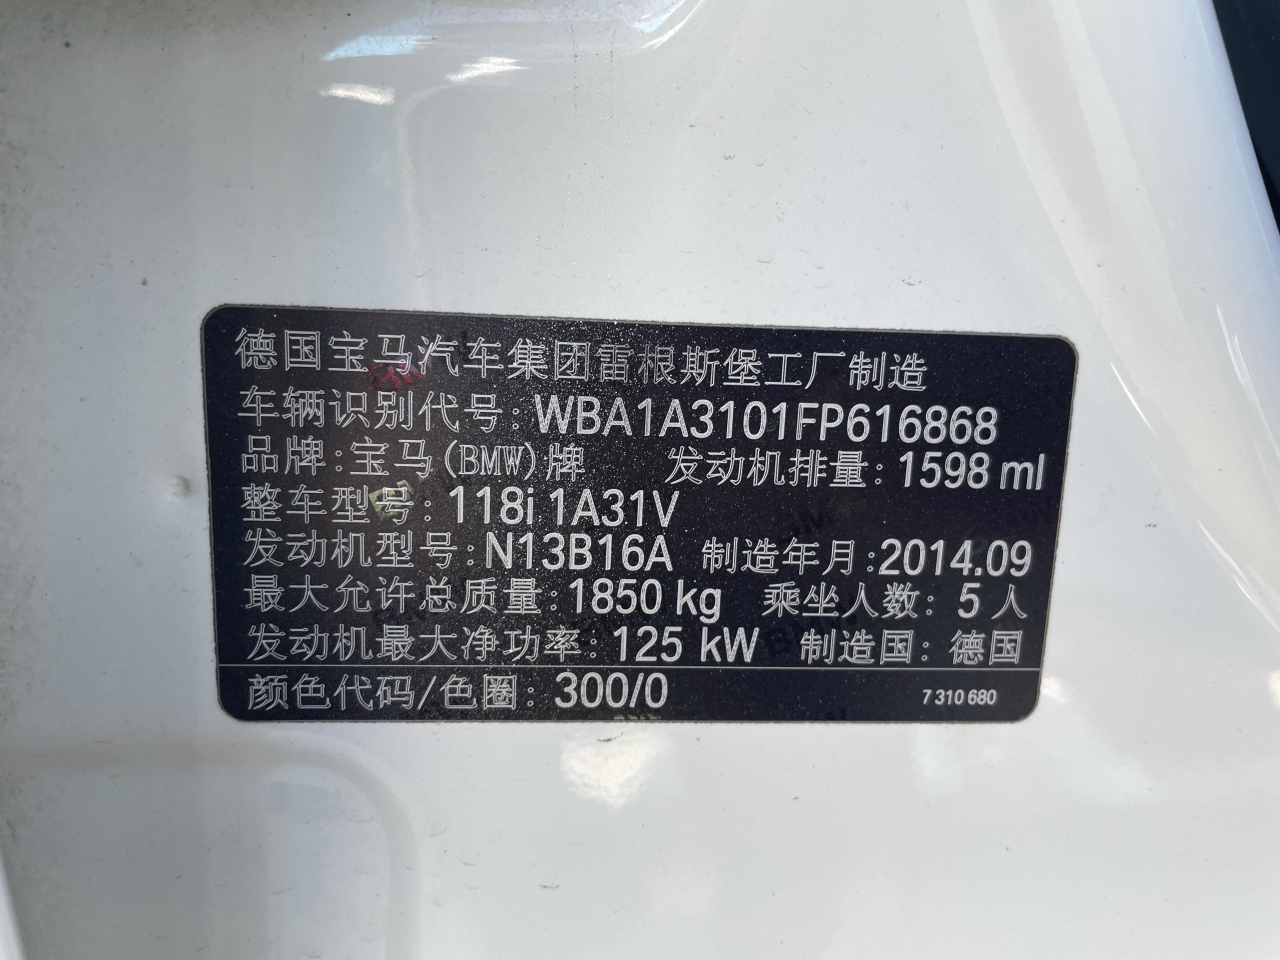 德国宝马汽车集团雷根斯堡工厂制造
车辆识别代号: WBA1A3101FP616868
品牌: 宝马(BMW)牌 发动机排量: 1598 ml
整车型号: 118i 1A31V
发动机型号: N13B16A 制造年月: 2014.09
最大允许总质量: 1850 kg 乘坐人数: 5 人
发动机最大净功率: 125 kW 制造国: 德国
颜色代码/色圈: 300/0 7 310 680